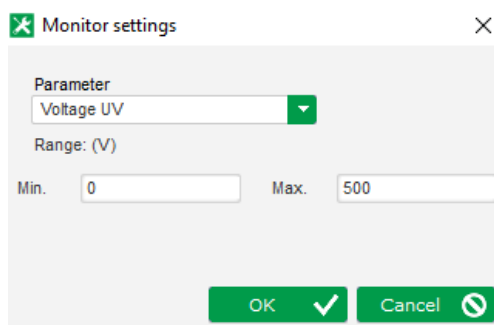 Monitor settings
Parameter
Voltage UV
Range: (V)
Min. 0 Max. 500
OK Cancel